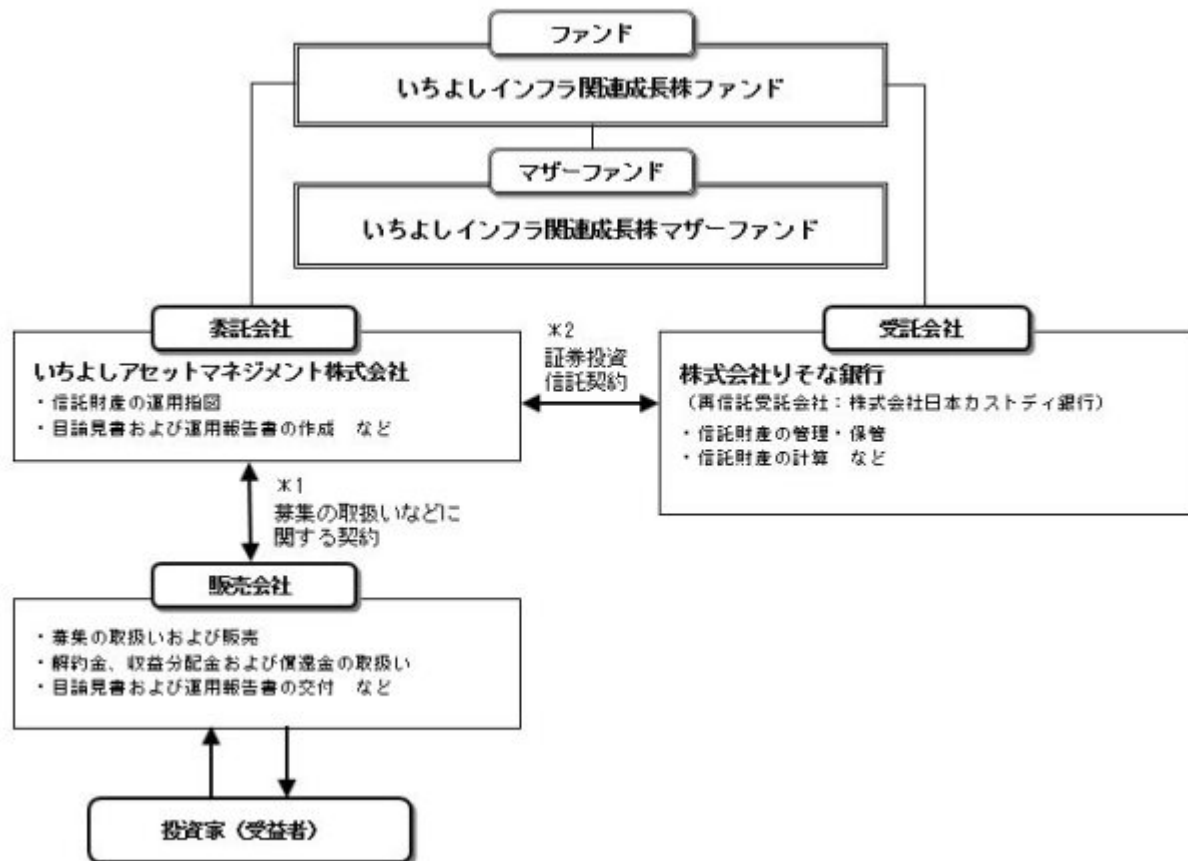 ファンド
いちよしインフラ関連成長株ファンド
マザーファンド
いちよしインフラ関連成長株マザーファンド
委託会社
いちよしアセットマネジメント株式会社
・信託財産の運用指図
・目論見書および運用報告書の作成　など
＊2
証券投資
信託契約
受託会社
株式会社りそな銀行
（再信託受託会社：株式会社日本カストディ銀行）
・信託財産の管理・保管
・信託財産の計算　など
＊1
募集の取扱いなどに
関する契約
販売会社
・募集の取扱いおよび販売
・解約金、収益分配金および償還金の取扱い
・目論見書および運用報告書の交付　など
投資家（受益者）